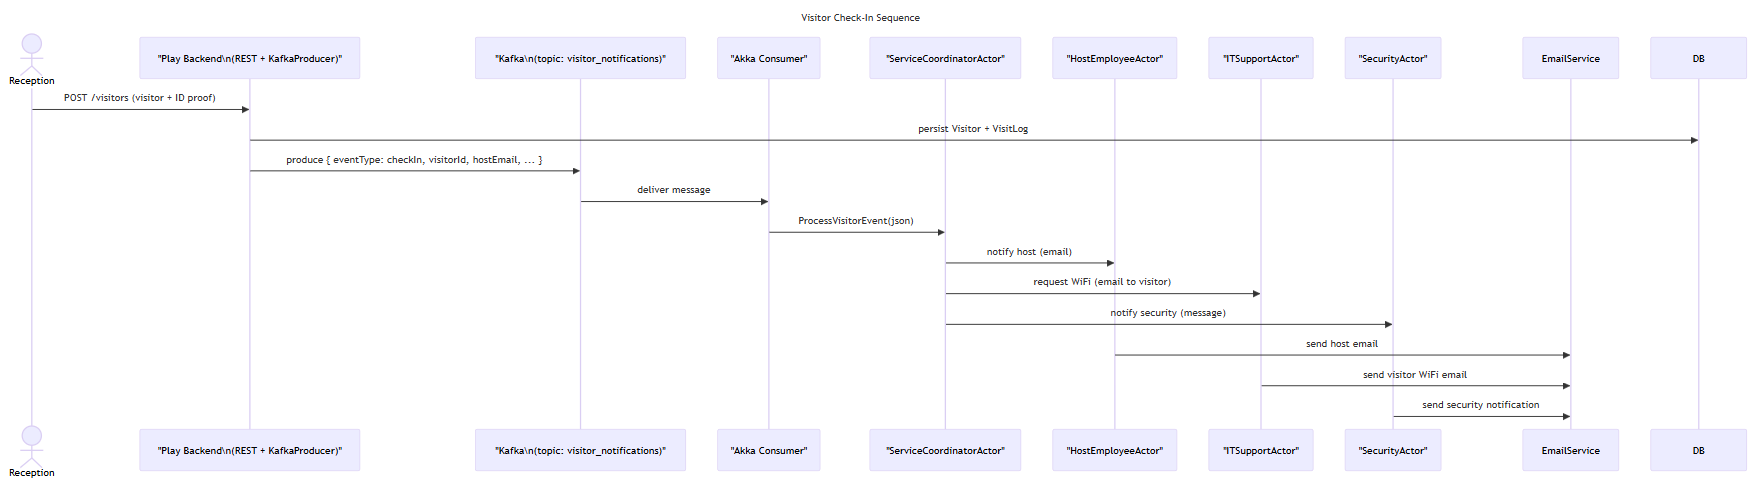 Visitor Check-In Sequence
Reception
"Play Backend\n(REST + KafkaProducer)"
"Kafka\n(topic: visitor_notifications)"
"Akka Consumer"
"ServiceCoordinatorActor"
"HostEmployeeActor"
"ITSupportActor"
"SecurityActor"
EmailService
DB
POST /visitors (visitor + ID proof)
persist Visitor + VisitLog
produce { eventType: checkIn, visitorId, hostEmail, ... }
deliver message
ProcessVisitorEvent(json)
notify host (email)
request WiFi (email to visitor)
notify security (message)
send host email
send visitor WiFi email
send security notification
Reception
"Play Backend\n(REST + KafkaProducer)"
"Kafka\n(topic: visitor_notifications)"
"Akka Consumer"
"ServiceCoordinatorActor"
"HostEmployeeActor"
"ITSupportActor"
"SecurityActor"
EmailService
DB